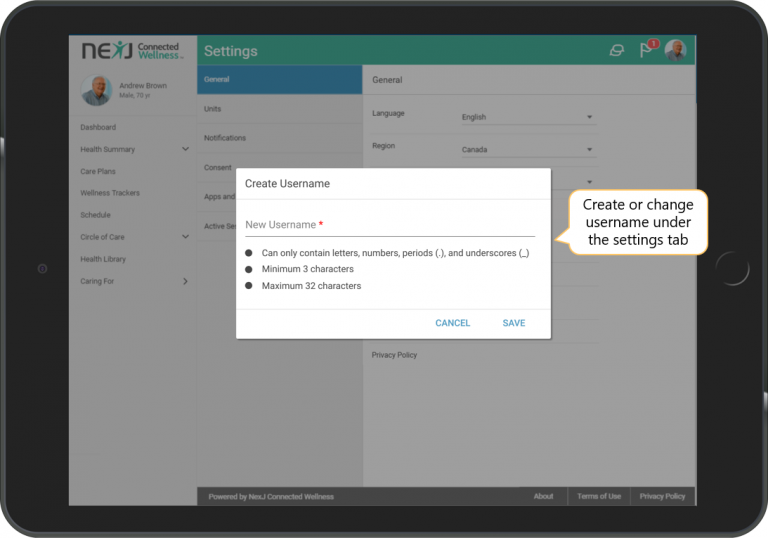 NEXJ Connected Wellness
Settings
1
Andrew Brown
Male, 70 yr
Dashboard
Health Summary
Care Plans
Wellness Trackers
Schedule
Circle of Care
Health Library
Caring For
General
Units
Notifications
Consent
Apps and
Active Se
General
Language
English
Region
Canada
Create Username
New Username *
Can only contain letters, numbers, periods (.), and underscores (_)
Minimum 3 characters
Maximum 32 characters
CANCEL
SAVE
Create or change
username under
the settings tab
Privacy Policy
Powered by NexJ Connected Wellness
About
Terms of Use
Privacy Policy